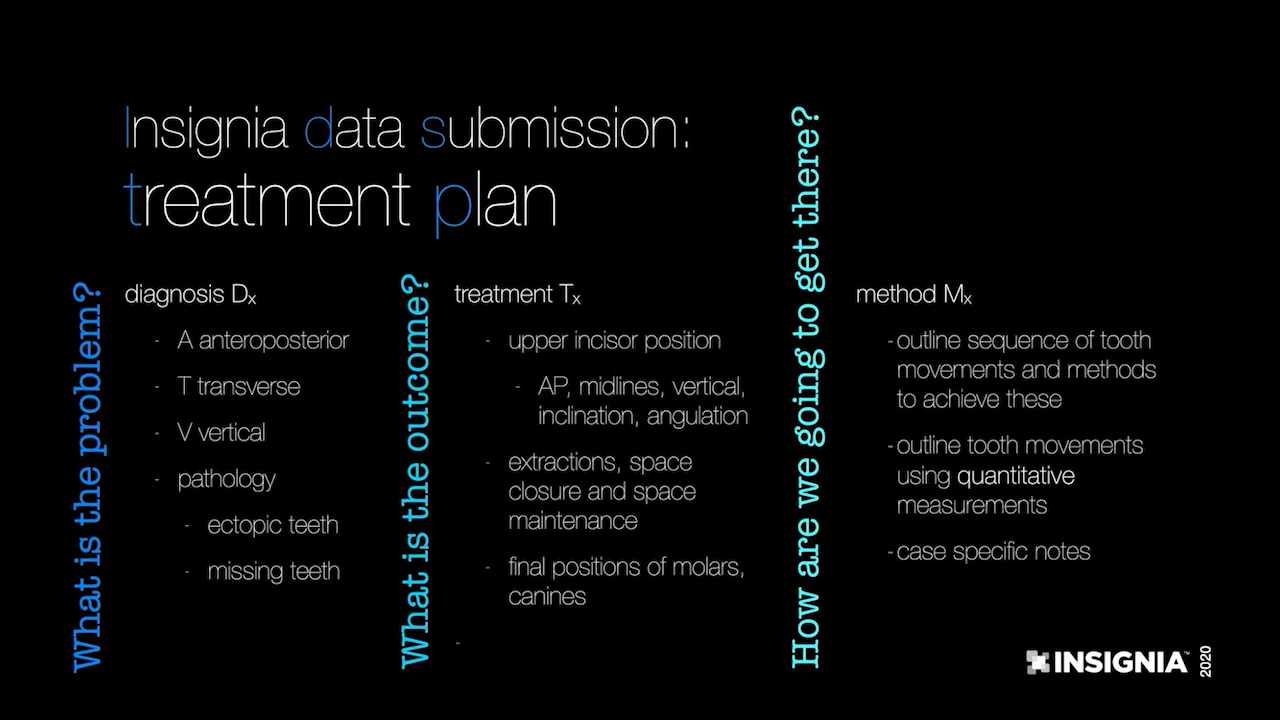 Insignia data submission:
treatment plan
What is the problem?
diagnosis Dx
- A anteroposterior
- T transverse
- V vertical
- pathology
- ectopic teeth
- missing teeth
What is the outcome?
treatment Tx
- upper incisor position
- AP, midlines, vertical,
inclination, angulation
- extractions, space
closure and space
maintenance
- final positions of molars,
canines
-
How are we going to get there?
method Mx
- outline sequence of tooth
movements and methods
to achieve these
- outline tooth movements
using quantitative
measurements
- case specific notes
INSIGNIA™ 2020